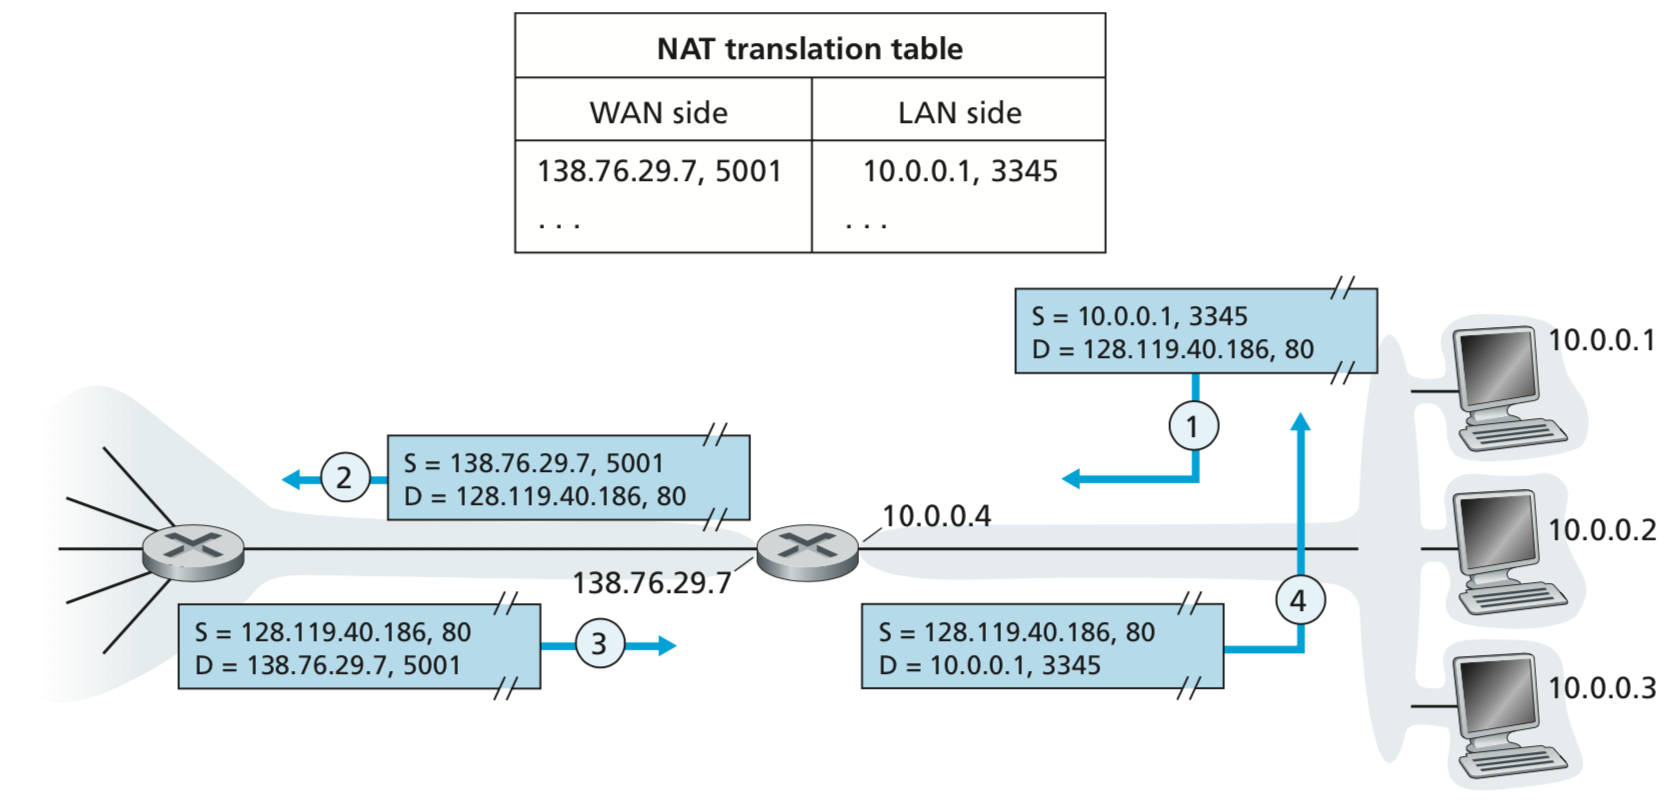 NAT translation table
WAN side
LAN side
138.76.29.7, 5001
10.0.0.1, 3345
. . .
. . .
S = 10.0.0.1, 3345
D = 128.119.40.186, 80
10.0.0.1
1
S = 138.76.29.7, 5001
D = 128.119.40.186, 80
2
10.0.0.4
10.0.0.2
138.76.29.7
S = 128.119.40.186, 80
D = 138.76.29.7, 5001
3
S = 128.119.40.186, 80
D = 10.0.0.1, 3345
4
10.0.0.3